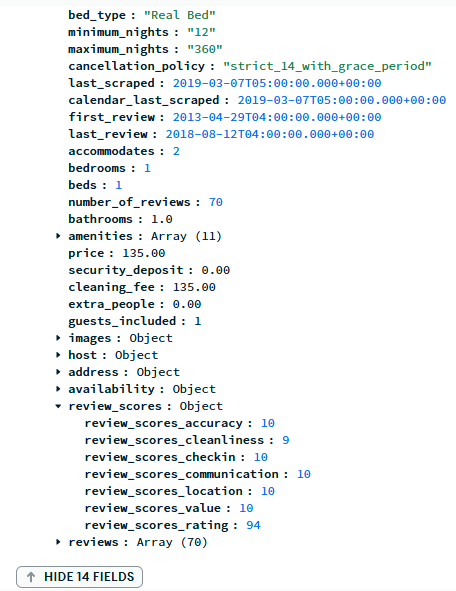 bed_type : "Real Bed"
minimum_nights : "12"
maximum_nights : "360"
cancellation_policy : "strict_14_with_grace_period"
last_scraped : 2019-03-07T05:00:00.000+00:00
calendar_last_scraped : 2019-03-07T05:00:00.000+00:00
first_review : 2013-04-29T04:00:00.000+00:00
last_review : 2018-08-12T04:00:00.000+00:00
accommodates : 2
bedrooms : 1
beds : 1
number_of_reviews : 70
bathrooms : 1.0
amenities : Array (11)
price : 135.00
security_deposit : 0.00
cleaning_fee : 135.00
extra_people : 0.00
guests_included : 1
images : Object
host : Object
address : Object
availability : Object
review_scores : Object
review_scores_accuracy : 10
review_scores_cleanliness : 9
review_scores_checkin : 10
review_scores_communication : 10
review_scores_location : 10
review_scores_value : 10
review_scores_rating : 94
reviews : Array (70)
HIDE 14 FIELDS